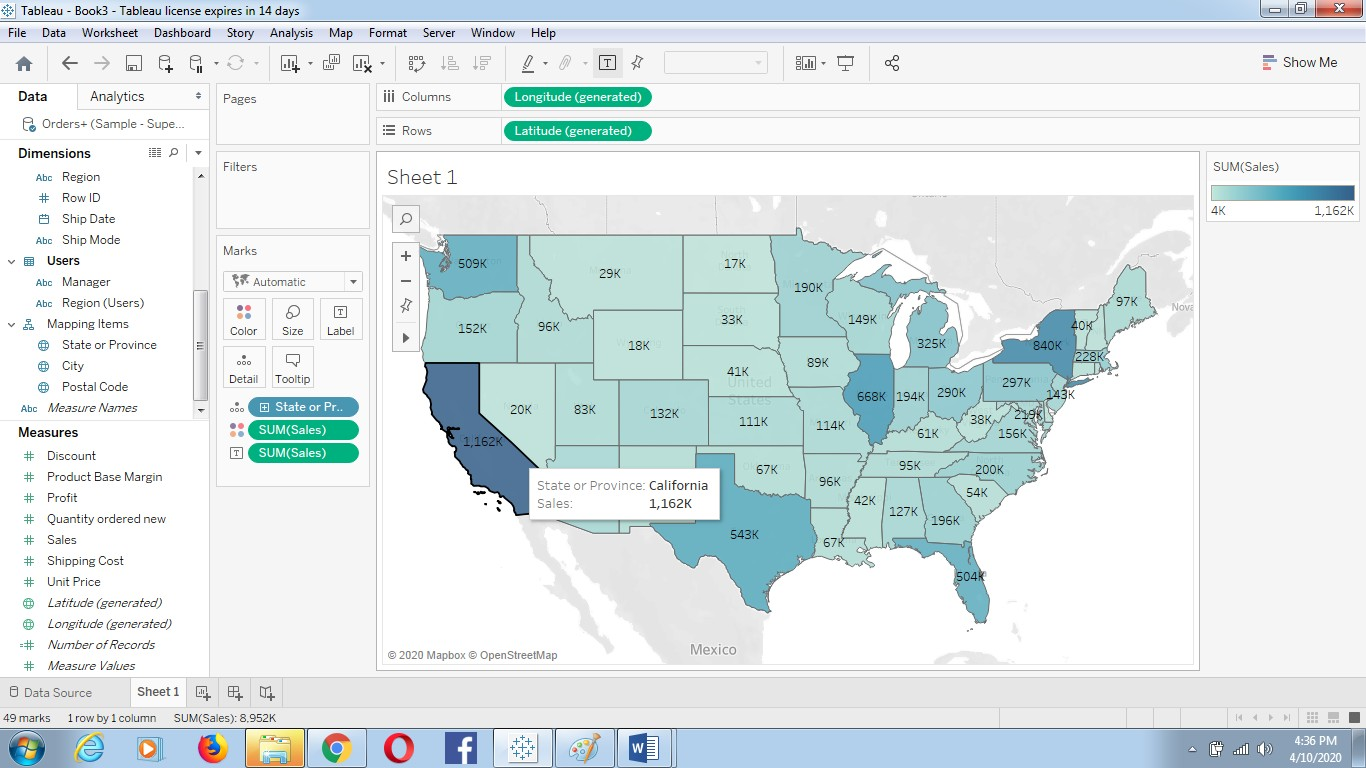 Tableau - Book3 - Tableau license expires in 14 days
File Data Worksheet Dashboard Story Analysis Map Format Server Window Help
Show Me
Data Analytics
Orders+ (Sample - Supe...
Dimensions
Abc Region
Row ID
Ship Date
Abc Ship Mode
Users
Abc Manager
Abc Region (Users)
Mapping Items
State or Province
City
Postal Code
Abc Measure Names
Measures
Discount
Product Base Margin
Profit
Quantity ordered new
Sales
Shipping Cost
Unit Price
Latitude (generated)
Longitude (generated)
Number of Records
Measure Values
Pages
Filters
Marks
Automatic
Color Size Label
Detail Tooltip
State or Pr..
SUM(Sales)
SUM(Sales)
Columns Longitude (generated)
Rows Latitude (generated)
Sheet 1
509K 29K 17K 190K 97K
152K 96K 18K 33K 149K 325K 840K 40K
228K
20K 83K 132K 41K 89K 668K 194K 290K 297K 143K
United
States
1,162K 111K 114K 61K 38K 219K 156K
67K 96K 95K 200K
42K 127K 196K 54K
543K 67K 504K
State or Province: California
Sales: 1,162K
Nova
Mexico
© 2020 Mapbox © OpenStreetMap
SUM(Sales)
4K 1,162K
Data Source Sheet 1
49 marks 1 row by 1 column SUM(Sales): 8,952K
4:36 PM
4/10/2020